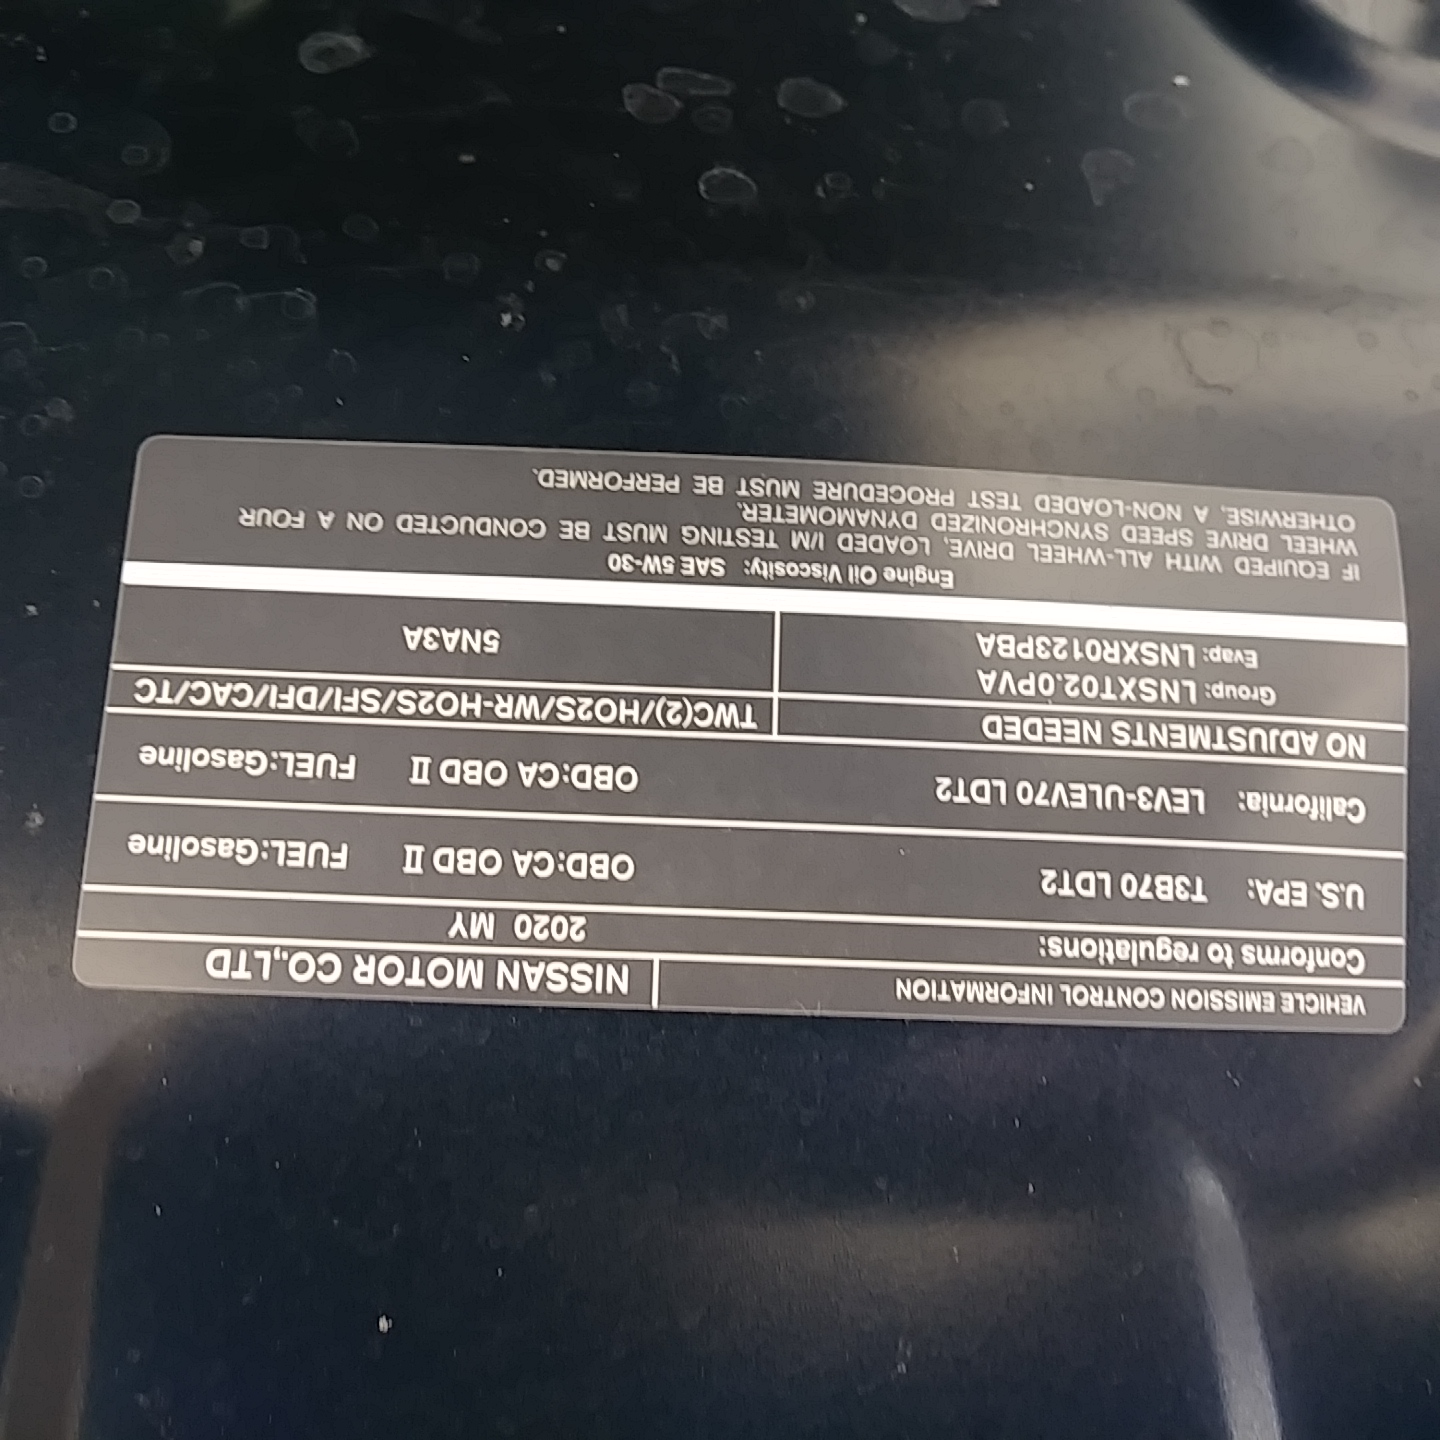 VEHICLE EMISSION CONTROL INFORMATION NISSAN MOTOR CO.,LTD
Conforms to regulations: 2020 MY
U.S. EPA: T3B70 LDT2 OBD:CA OBD II FUEL:Gasoline
California: LEV3-ULEV70 LDT2 OBD:CA OBD II FUEL:Gasoline
NO ADJUSTMENTS NEEDED TWC(2)/HO2S/WR-HO2S/SFI/DFI/CAC/TC
Group: LNSXT02.0PVA
Evap: LNSXR0123PBA 5NA3A
Engine Oil Viscosity: SAE 5W-30
IF EQUIPED WITH ALL-WHEEL DRIVE, LOADED I/M TESTING MUST BE CONDUCTED ON A FOUR
WHEEL DRIVE SPEED SYNCHRONIZED DYNAMOMETER.
OTHERWISE, A NON-LOADED TEST PROCEDURE MUST BE PERFORMED.